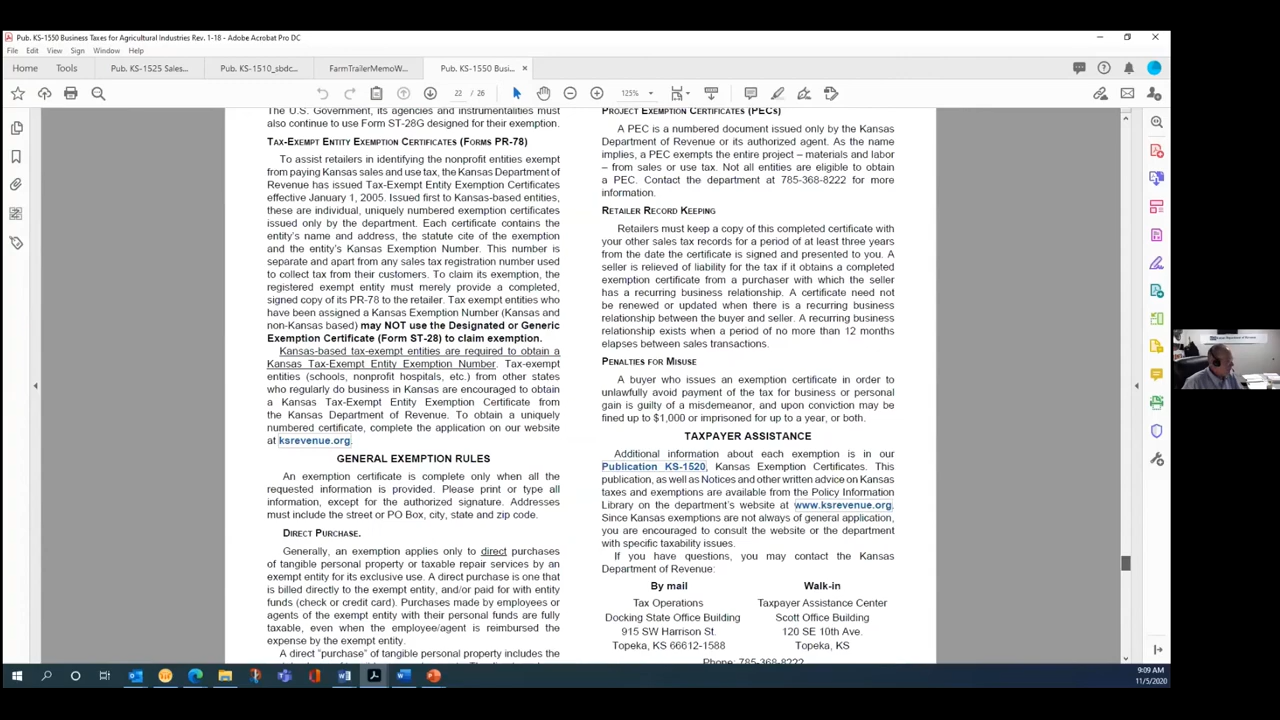 Pub. KS-1550 Business Taxes for Agricultural Industries Rev. 1-18 - Adobe Acrobat Pro DC
File Edit View Sign Window Help
Home Tools Pub. KS-1525 Sales... Pub. KS-1510_sbdc... FarmTrailerMemoW... Pub. KS-1550 Busi... ×
22 / 26 125%
The U.S. Government, its agencies and instrumentalities must
also continue to use Form ST-28G designed for their exemption.
TAX-EXEMPT ENTITY EXEMPTION CERTIFICATES (FORMS PR-78)
To assist retailers in identifying the nonprofit entities exempt
from paying Kansas sales and use tax, the Kansas Department of
Revenue has issued Tax-Exempt Entity Exemption Certificates
effective January 1, 2005. Issued first to Kansas-based entities,
these are individual, uniquely numbered exemption certificates
issued only by the department. Each certificate contains the
entity's name and address, the statute cite of the exemption
and the entity's Kansas Exemption Number. This number is
separate and apart from any sales tax registration number used
to collect tax from their customers. To claim its exemption, the
registered exempt entity must merely provide a completed,
signed copy of its PR-78 to the retailer. Tax exempt entities who
have been assigned a Kansas Exemption Number (Kansas and
non-Kansas based) may NOT use the Designated or Generic
Exemption Certificate (Form ST-28) to claim exemption.
Kansas-based tax-exempt entities are required to obtain a
Kansas Tax-Exempt Entity Exemption Number. Tax-exempt
entities (schools, nonprofit hospitals, etc.) from other states
who regularly do business in Kansas are encouraged to obtain
a Kansas Tax-Exempt Entity Exemption Certificate from
the Kansas Department of Revenue. To obtain a uniquely
numbered certificate, complete the application on our website
at ksrevenue.org.
GENERAL EXEMPTION RULES
An exemption certificate is complete only when all the
requested information is provided. Please print or type all
information, except for the authorized signature. Addresses
must include the street or PO Box, city, state and zip code.
DIRECT PURCHASE.
Generally, an exemption applies only to direct purchases
of tangible personal property or taxable repair services by an
exempt entity for its exclusive use. A direct purchase is one that
is billed directly to the exempt entity, and/or paid for with entity
funds (check or credit card). Purchases made by employees or
agents of the exempt entity with their personal funds are fully
taxable, even when the employee/agent is reimbursed the
expense by the exempt entity.
A direct "purchase" of tangible personal property includes the
PROJECT EXEMPTION CERTIFICATES (PECS)
A PEC is a numbered document issued only by the Kansas
Department of Revenue or its authorized agent. As the name
implies, a PEC exempts the entire project – materials and labor
– from sales or use tax. Not all entities are eligible to obtain
a PEC. Contact the department at 785-368-8222 for more
information.
RETAILER RECORD KEEPING
Retailers must keep a copy of this completed certificate with
your other sales tax records for a period of at least three years
from the date the certificate is signed and presented to you. A
seller is relieved of liability for the tax if it obtains a completed
exemption certificate from a purchaser with which the seller
has a recurring business relationship. A certificate need not
be renewed or updated when there is a recurring business
relationship between the buyer and seller. A recurring business
relationship exists when a period of no more than 12 months
elapses between sales transactions.
PENALTIES FOR MISUSE
A buyer who issues an exemption certificate in order to
unlawfully avoid payment of the tax for business or personal
gain is guilty of a misdemeanor, and upon conviction may be
fined up to $1,000 or imprisoned for up to a year, or both.
TAXPAYER ASSISTANCE
Additional information about each exemption is in our
Publication KS-1520, Kansas Exemption Certificates. This
publication, as well as Notices and other written advice on Kansas
taxes and exemptions are available from the Policy Information
Library on the department's website at www.ksrevenue.org.
Since Kansas exemptions are not always of general application,
you are encouraged to consult the website or the department
with specific taxability issues.
If you have questions, you may contact the Kansas
Department of Revenue:
By mail Walk-in
Tax Operations Taxpayer Assistance Center
Docking State Office Building Scott Office Building
915 SW Harrison St. 120 SE 10th Ave.
Topeka, KS 66612-1588 Topeka, KS
Phone: 785-368-8222
9:09 AM
11/5/2020